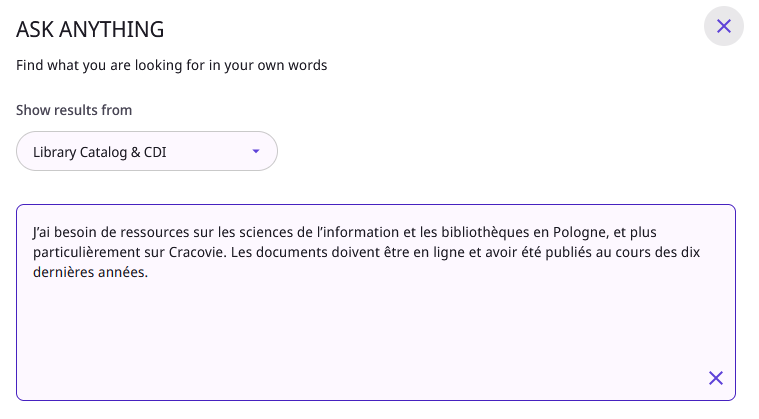 ASK ANYTHING
Find what you are looking for in your own words
Show results from
Library Catalog & CDI
J’ai besoin de ressources sur les sciences de l’information et les bibliothèques en Pologne, et plus
particulièrement sur Cracovie. Les documents doivent être en ligne et avoir été publiés au cours des dix
dernières années.